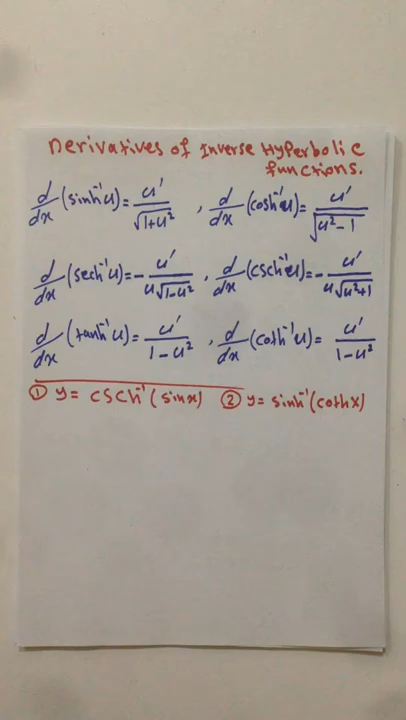 Derivatives of Inverse Hyperbolic
functions.
d/dx (sinh⁻¹u) = u'/√(1+u²) , d/dx (cosh⁻¹u) = u'/√(u²-1)
d/dx (sech⁻¹u) = - u'/(u√(1-u²)) , d/dx (csch⁻¹u) = - u'/(u√(u²+1))
d/dx (tanh⁻¹u) = u'/(1-u²) , d/dx (coth⁻¹u) = u'/(1-u²)
① y = csch⁻¹(sinx) ② y = sinh⁻¹(cothx)